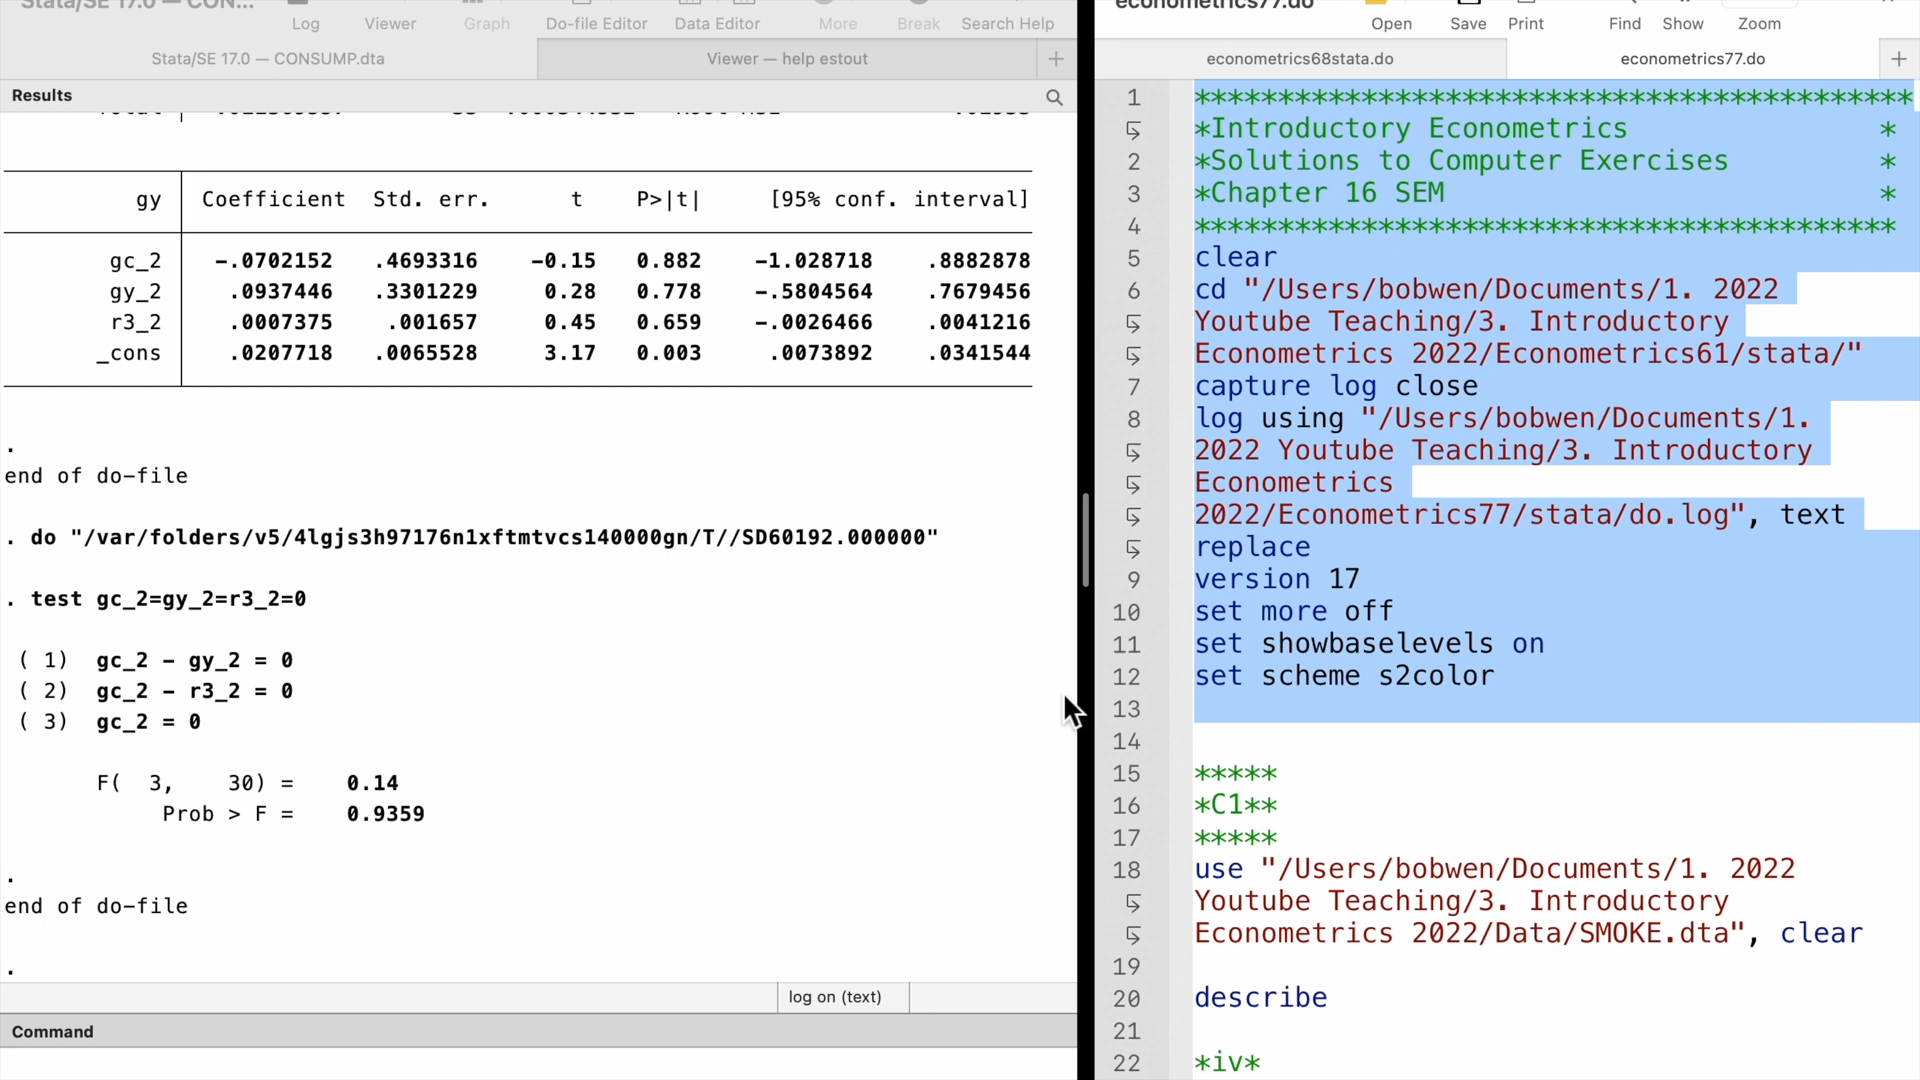 Stata/SE 17.0 — CON...
Log Viewer Graph Do-file Editor Data Editor More Break Search Help
Stata/SE 17.0 — CONSUMP.dta
Viewer — help estout
Results
gy Coefficient Std. err. t P>|t| [95% conf. interval]
gc_2 -.0702152 .4693316 -0.15 0.882 -1.028718 .8882878
gy_2 .0937446 .3301229 0.28 0.778 -.5804564 .7679456
r3_2 .0007375 .001657 0.45 0.659 -.0026466 .0041216
_cons .0207718 .0065528 3.17 0.003 .0073892 .0341544
.
end of do-file
. do "/var/folders/v5/4lgjs3h97176n1xftmtvcs140000gn/T//SD60192.000000"
. test gc_2=gy_2=r3_2=0
( 1) gc_2 - gy_2 = 0
( 2) gc_2 - r3_2 = 0
( 3) gc_2 = 0
F( 3, 30) = 0.14
Prob > F = 0.9359
.
end of do-file
.
log on (text)
Command
econometrics77.do
Open Save Print Find Show Zoom
econometrics68stata.do
econometrics77.do
1 *******************************************
*Introductory Econometrics *
2 *Solutions to Computer Exercises *
3 *Chapter 16 SEM *
4 ******************************************
5 clear
6 cd "/Users/bobwen/Documents/1. 2022
Youtube Teaching/3. Introductory
Econometrics 2022/Econometrics61/stata/"
7 capture log close
8 log using "/Users/bobwen/Documents/1.
2022 Youtube Teaching/3. Introductory
Econometrics
2022/Econometrics77/stata/do.log", text
replace
9 version 17
10 set more off
11 set showbaselevels on
12 set scheme s2color
13
14
15 *****
16 *C1**
17 *****
18 use "/Users/bobwen/Documents/1. 2022
Youtube Teaching/3. Introductory
Econometrics 2022/Data/SMOKE.dta", clear
19
20 describe
21
22 *iv*